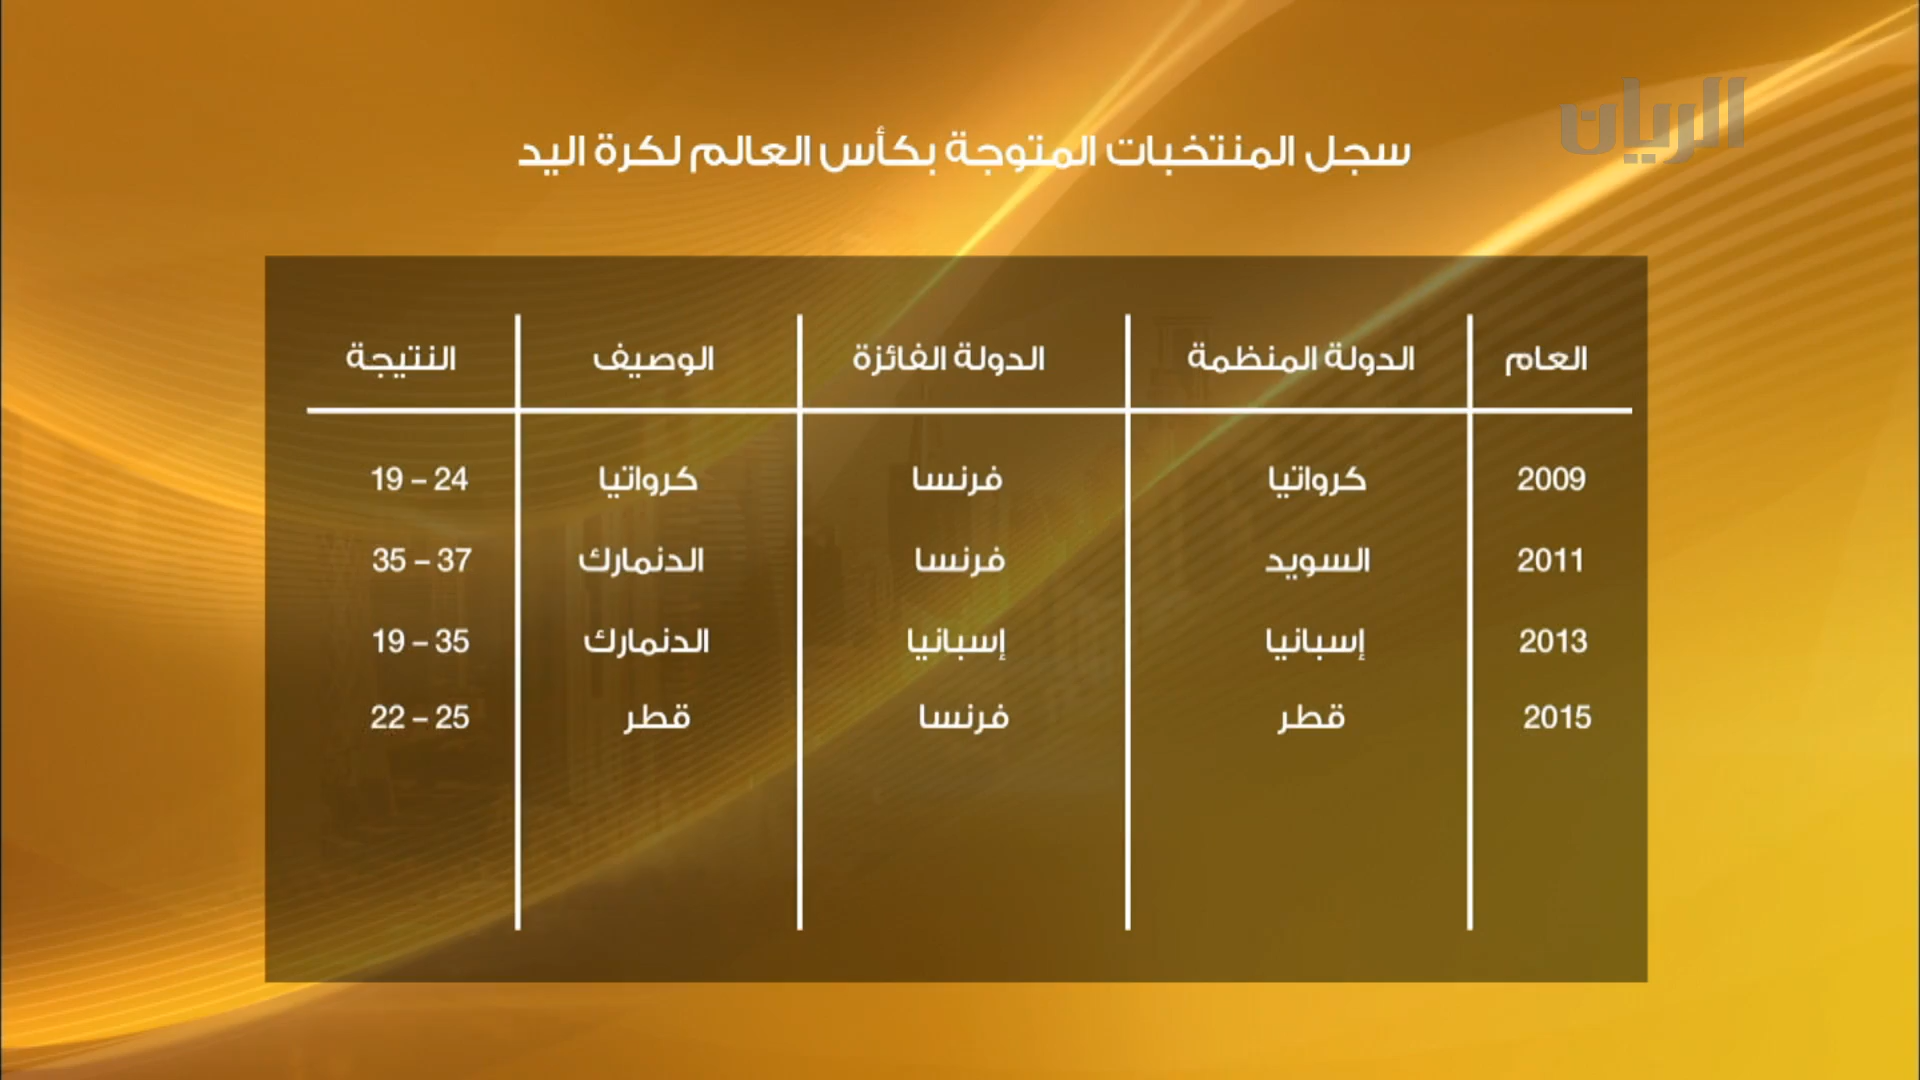 الريان
سجل المنتخبات المتوجة بكأس العالم لكرة اليد
العام الدولة المنظمة الدولة الفائزة الوصيف النتيجة
2009 كرواتيا فرنسا كرواتيا 24 – 19
2011 السويد فرنسا الدنمارك 37 – 35
2013 إسبانيا إسبانيا الدنمارك 35 – 19
2015 قطر فرنسا قطر 25 – 22